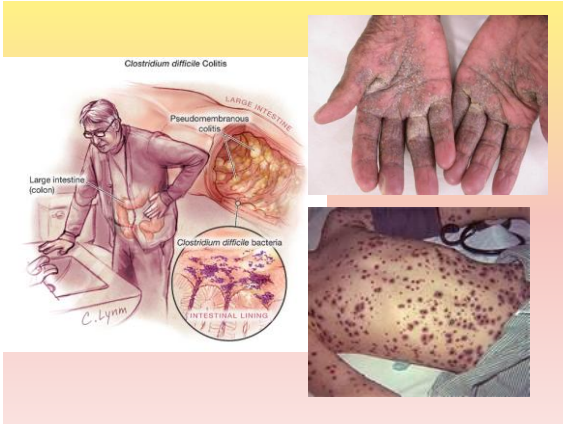 Clostridium difficile Colitis
LARGE INTESTINE
Pseudomembranous
colitis
Large intestine
(colon)
Clostridium difficile bacteria
INTESTINAL LINING
C. Lynm